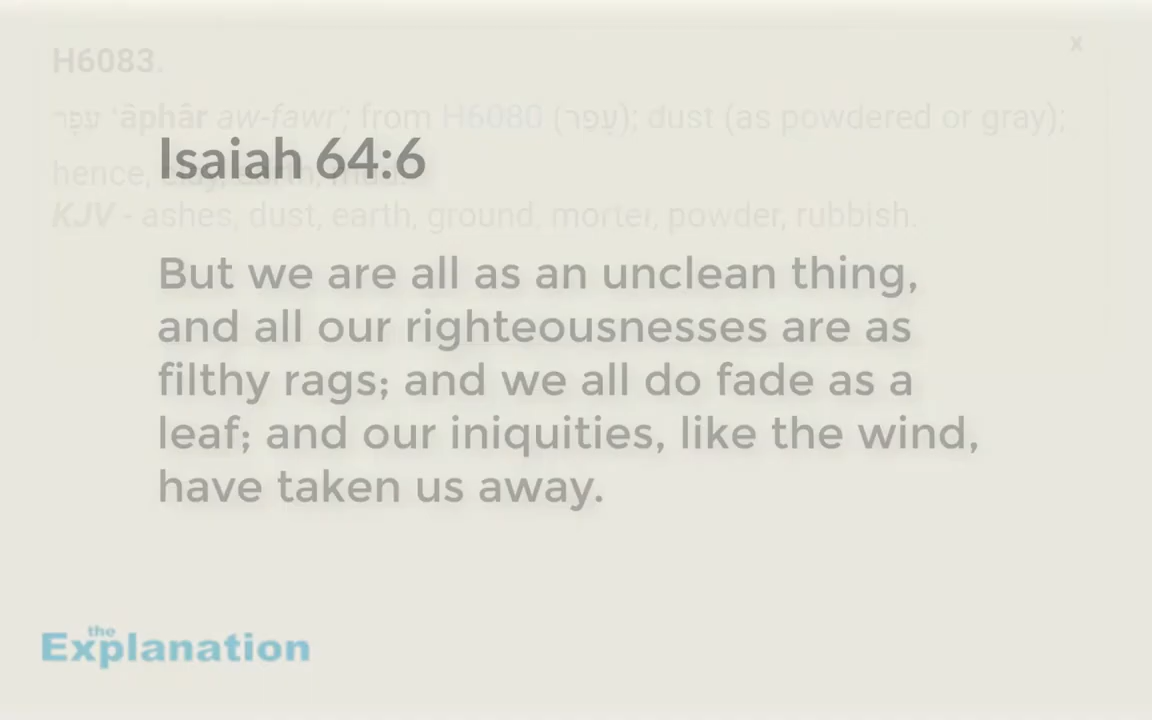 H6083.
x
עָפָר ʻâphâr aw-fawr'; from H6080 (עָפַר); dust (as powdered or gray);
Isaiah 64:6
hence, clay, earth, mud.
KJV - ashes, dust, earth, ground, morter, powder, rubbish.
But we are all as an unclean thing,
and all our righteousnesses are as
filthy rags; and we all do fade as a
leaf; and our iniquities, like the wind,
have taken us away.
the
Explanation